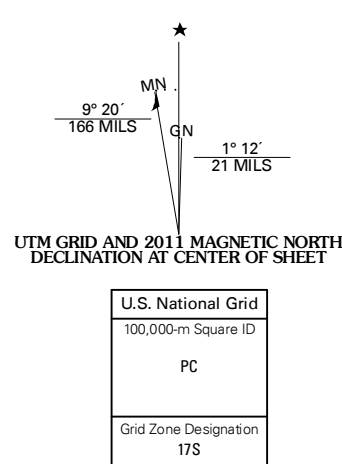 ★
MN
9° 20´
166 MILS
GN
1° 12´
21 MILS
UTM GRID AND 2011 MAGNETIC NORTH
DECLINATION AT CENTER OF SHEET
U.S. National Grid
100,000-m Square ID
PC
Grid Zone Designation
17S